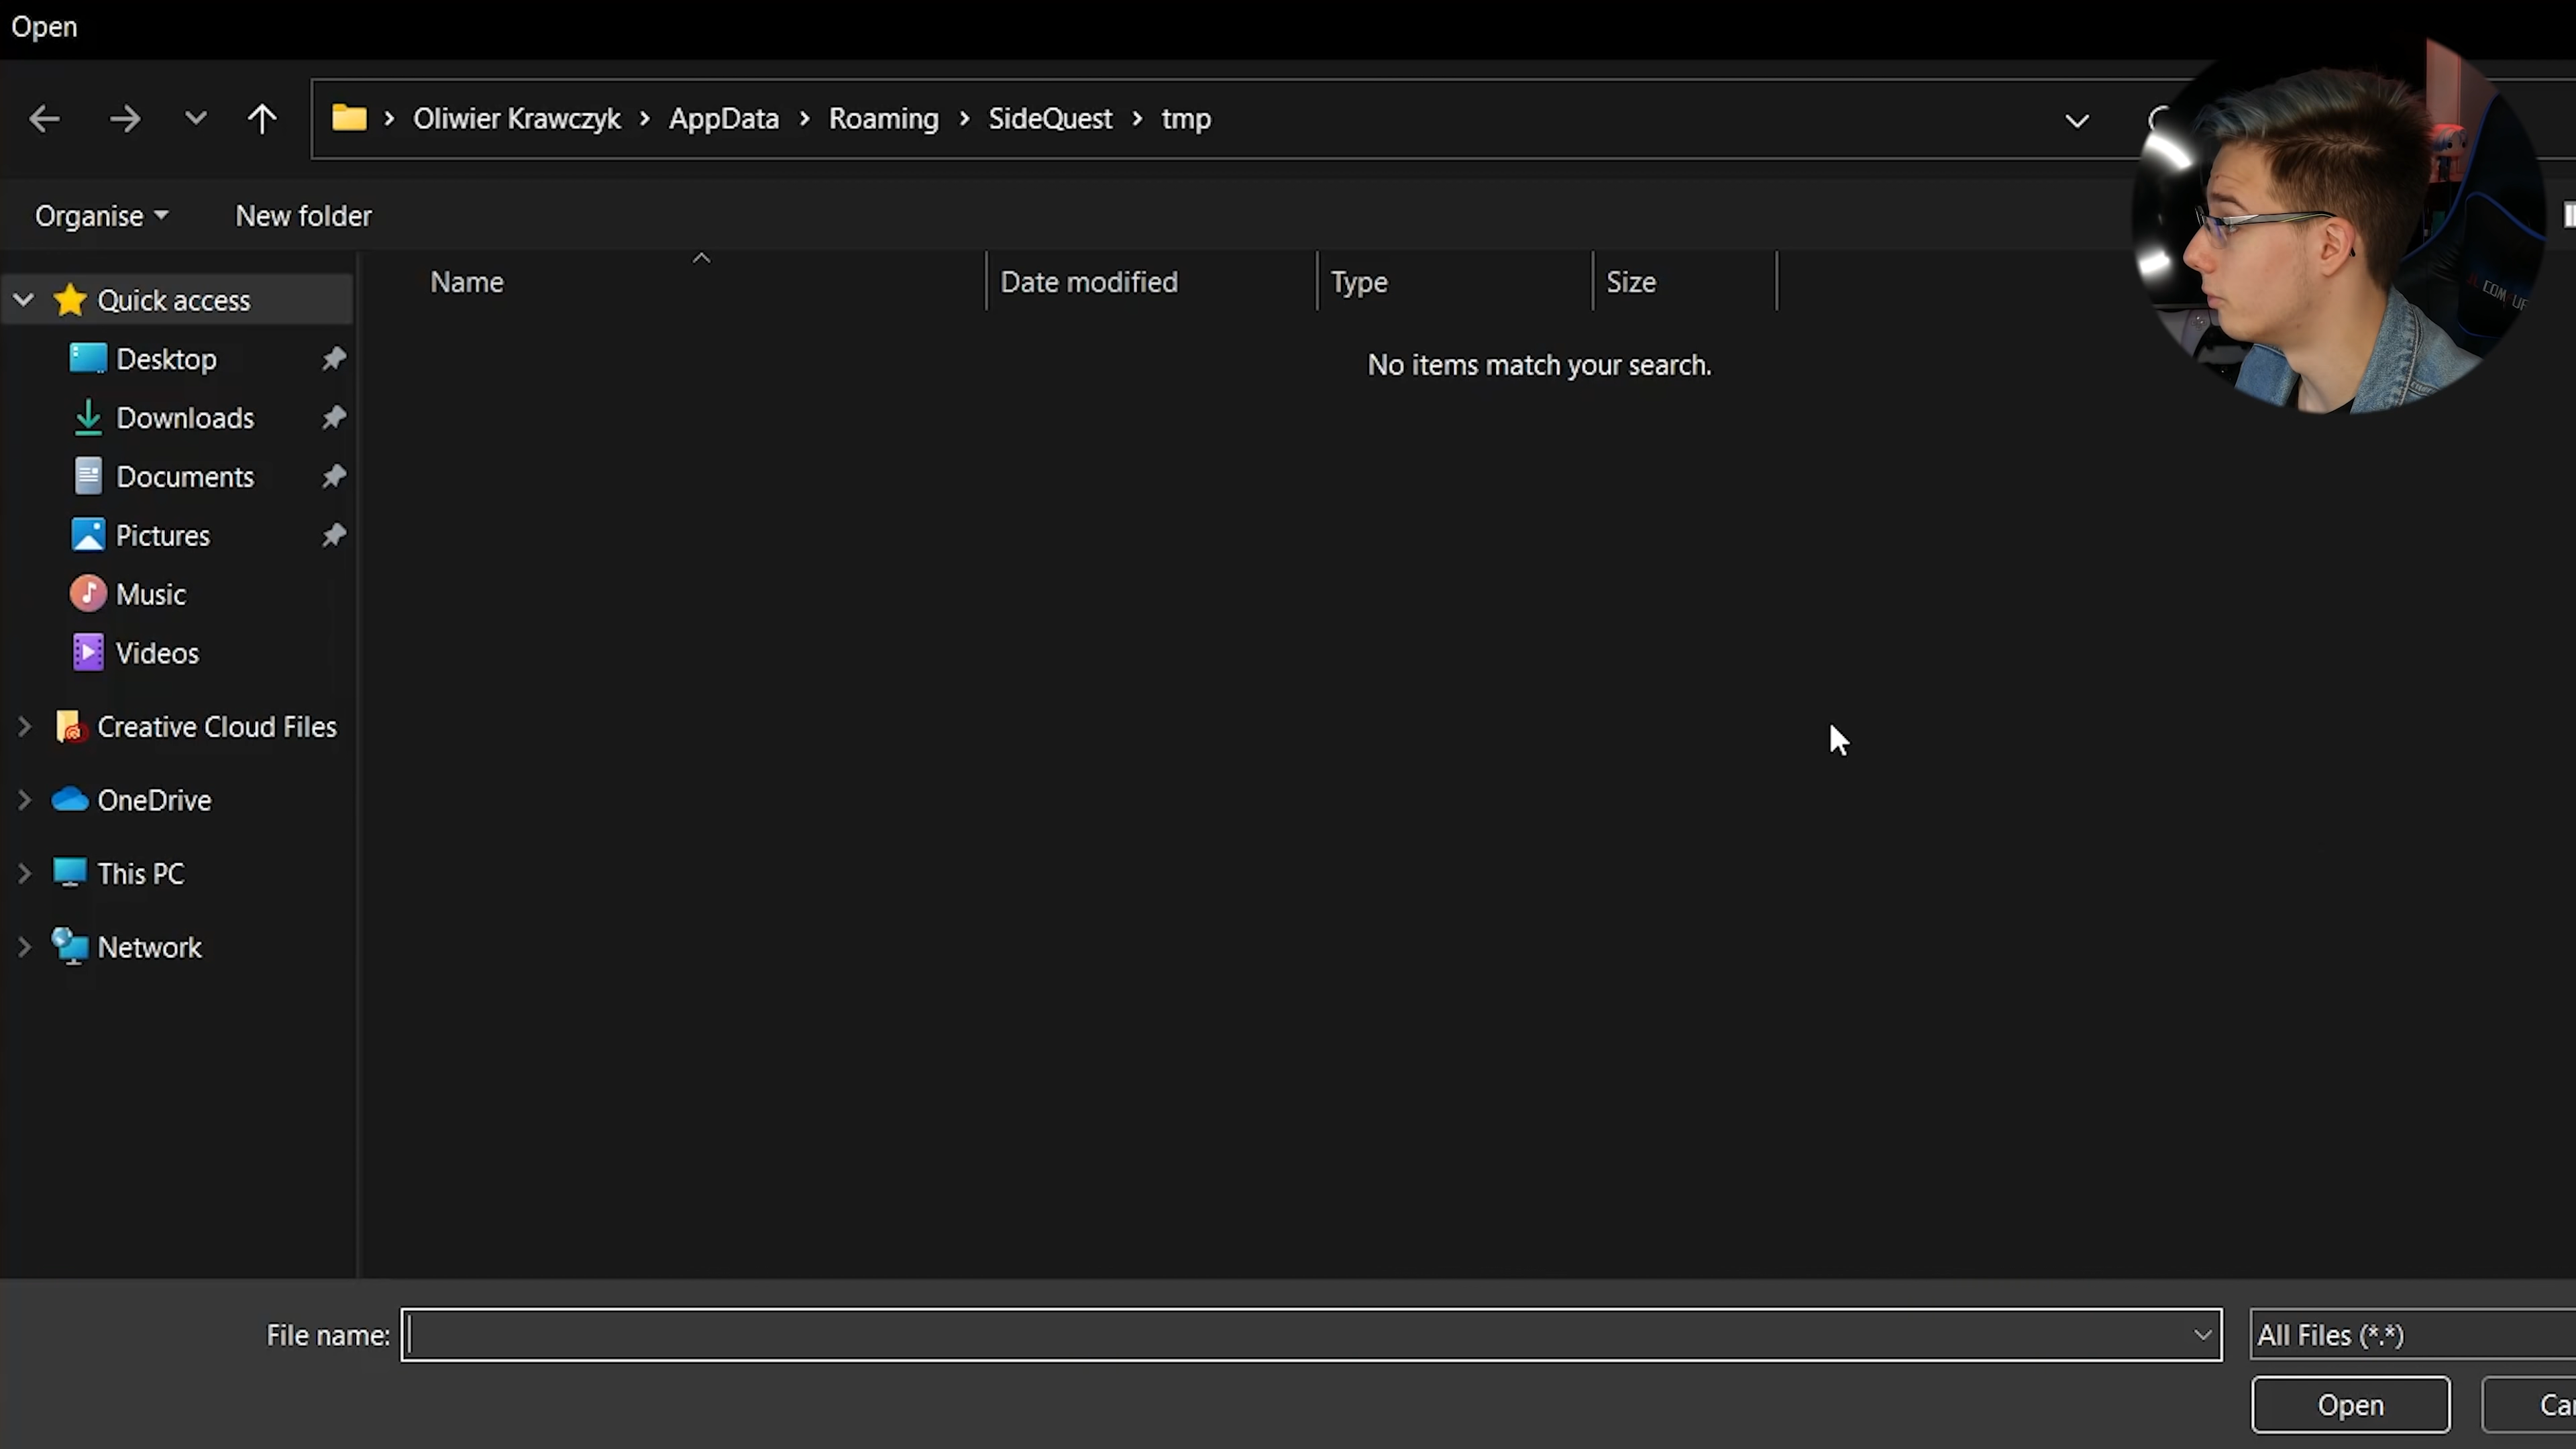 Open
Oliwier Krawczyk AppData Roaming SideQuest tmp
Organise New folder
Name Date modified Type Size
No items match your search.
Quick access
Desktop
Downloads
Documents
Pictures
Music
Videos
Creative Cloud Files
OneDrive
This PC
Network
File name: All Files (*.*)
Open